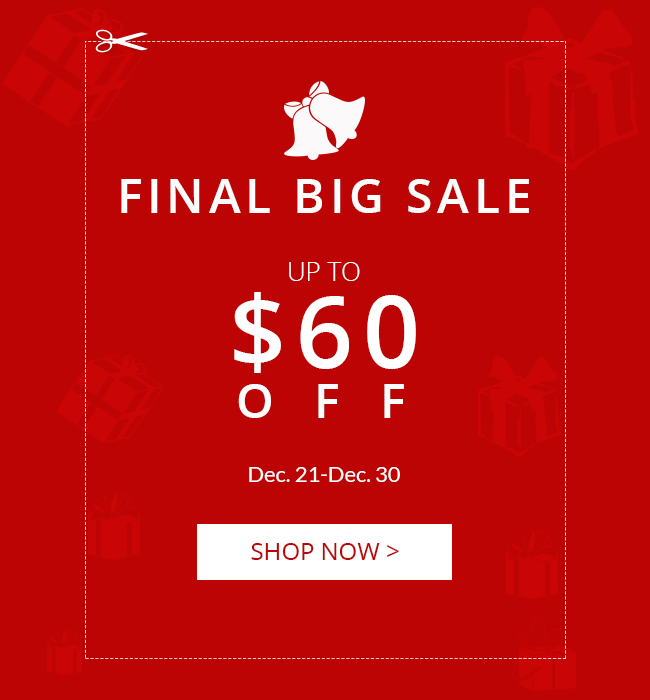 FINAL BIG SALE
UP TO
$60
OFF
Dec. 21-Dec. 30
SHOP NOW >